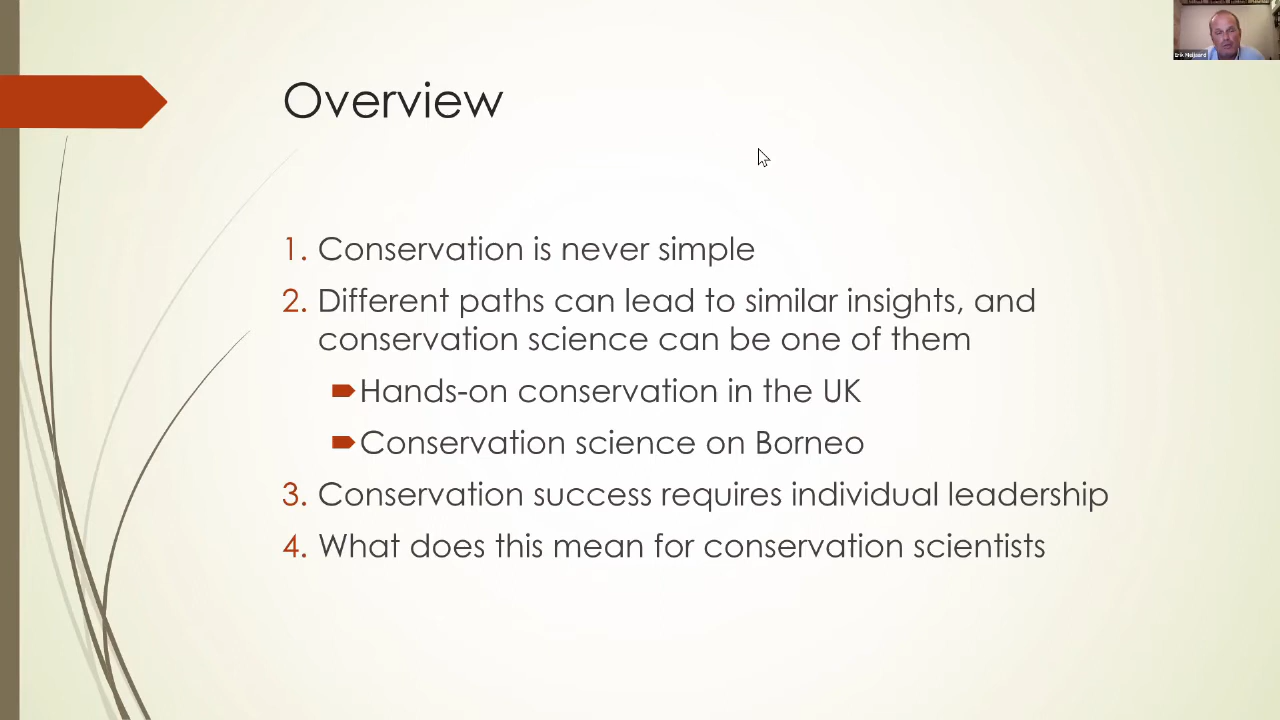 Overview
Erik Meijaard
1. Conservation is never simple
2. Different paths can lead to similar insights, and
conservation science can be one of them
Hands-on conservation in the UK
Conservation science on Borneo
3. Conservation success requires individual leadership
4. What does this mean for conservation scientists